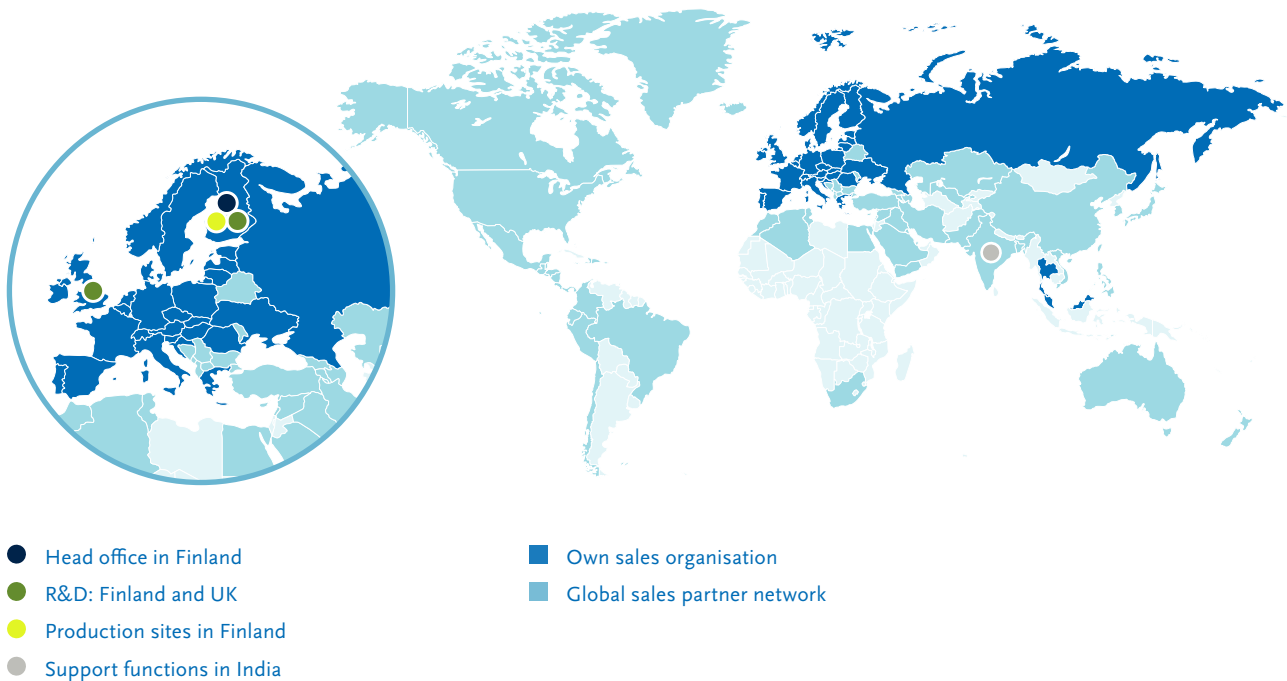 Head office in Finland
R&D: Finland and UK
Production sites in Finland
Support functions in India
Own sales organisation
Global sales partner network